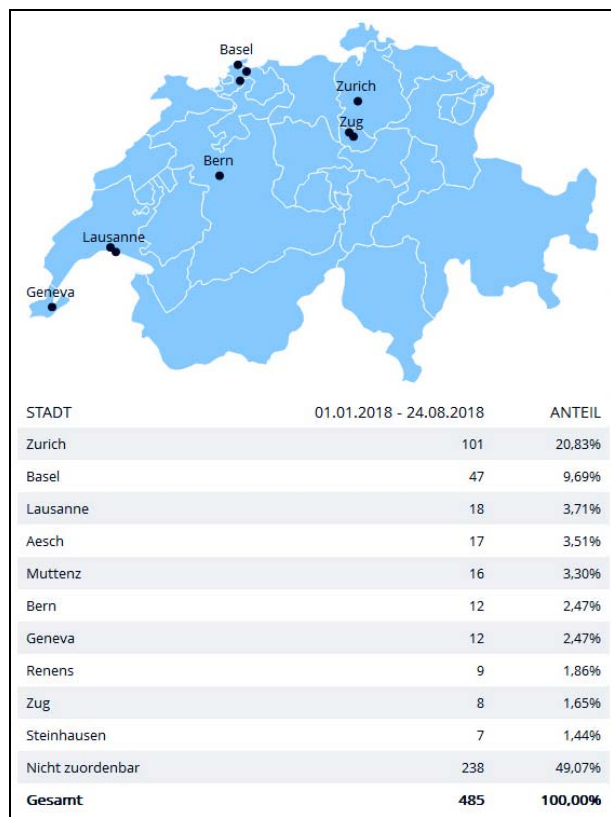 Basel
Zurich
Zug
Bern
Lausanne
Geneva
STADT 01.01.2018 - 24.08.2018 ANTEIL
Zurich 101 20,83%
Basel 47 9,69%
Lausanne 18 3,71%
Aesch 17 3,51%
Muttenz 16 3,30%
Bern 12 2,47%
Geneva 12 2,47%
Renens 9 1,86%
Zug 8 1,65%
Steinhausen 7 1,44%
Nicht zuordenbar 238 49,07%
Gesamt 485 100,00%